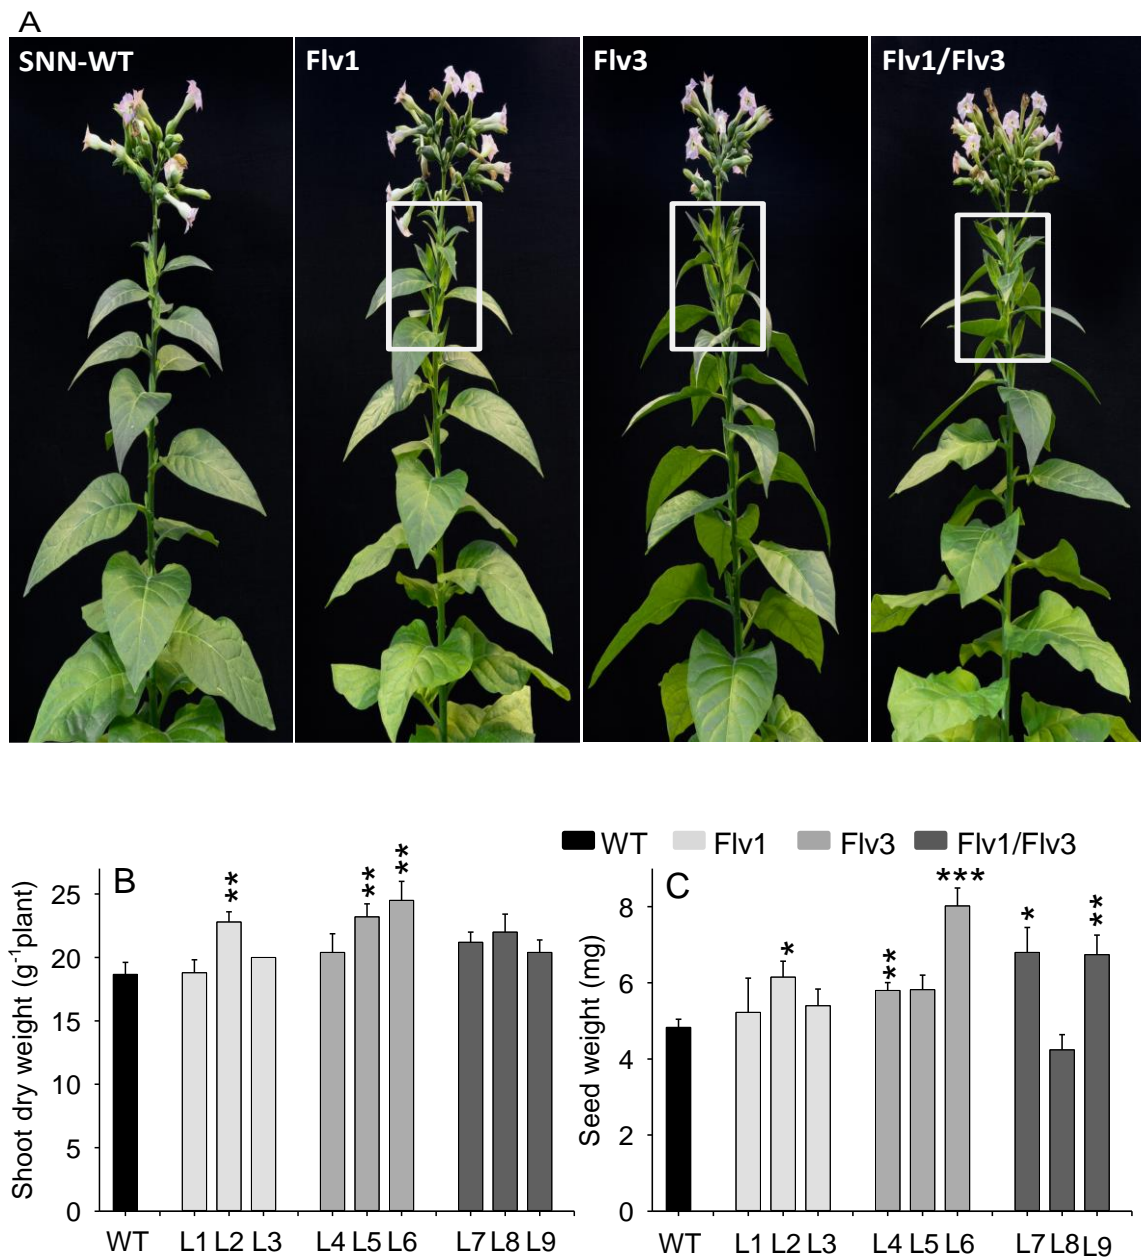 A
SNN-WT Flv1 Flv3 Flv1/Flv3
WT Flv1 Flv3 Flv1/Flv3
B
Shoot dry weight (g-1plant)
25
20
15
10
5
0
** ** **
WT L1 L2 L3 L4 L5 L6 L7 L8 L9
C
Seed weight (mg)
8
6
4
2
0
* ** *** * **
WT L1 L2 L3 L4 L5 L6 L7 L8 L9